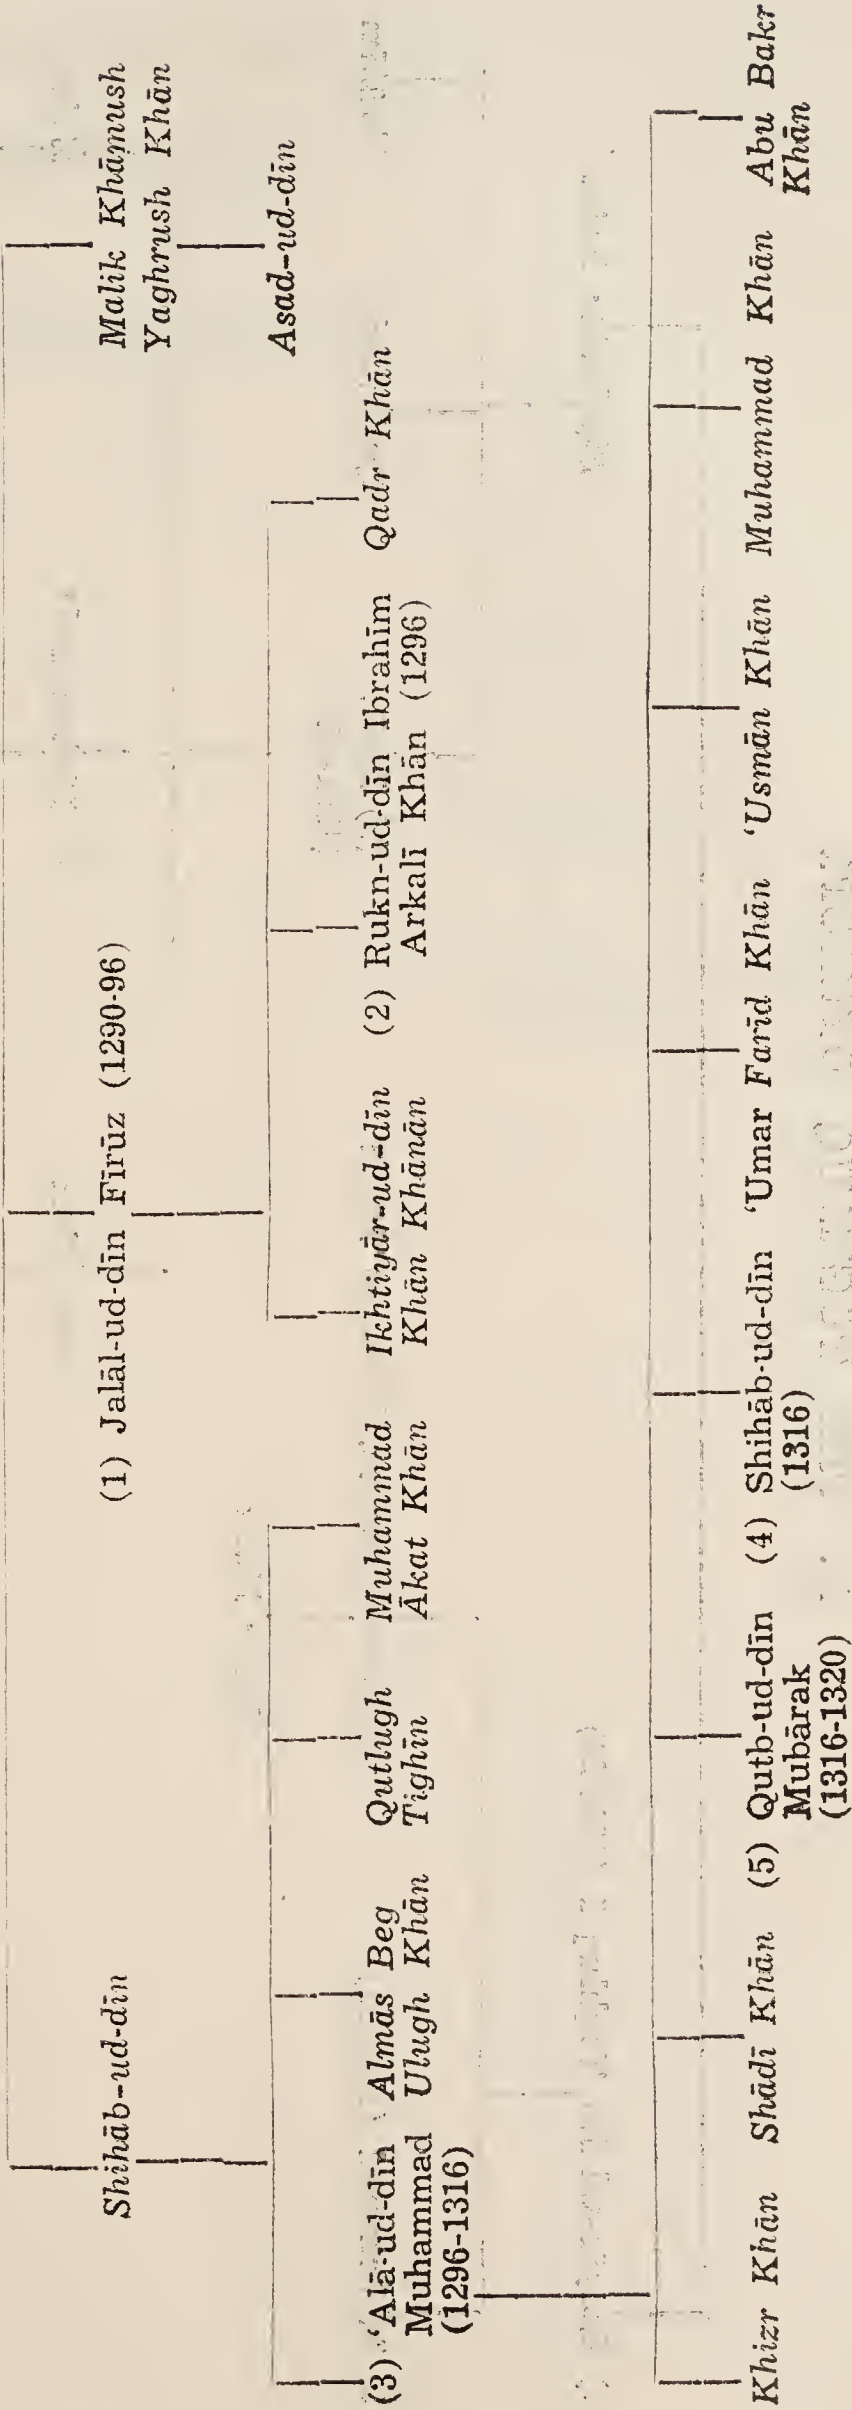 Shihāb-ud-dīn
(1) Jalāl-ud-dīn Fīrūz (1290-96)
Malik Khāmush
Yaghrush Khān
Asad-ud-dīn
(3) ‘Alā-ud-dīn
Muhammad
(1296-1316)
Almās Beg
Ulugh Khān
Qutlugh
Tighīn
Muhammad
Ākat Khān
Ikhtiyār-ud-dīn
Khān Khānān
(2) Rukn-ud-dīn Ibrahīm
Arkalī Khān (1296)
Qadr Khān
Khizr Khān
Shādī Khān
(5) Qutb-ud-dīn
Mubārak
(1316-1320)
(4) Shihāb-ud-dīn ‘Umar
(1316)
Farīd Khān
‘Usmān Khān
Muhammad Khān
Abu Bakr
Khān